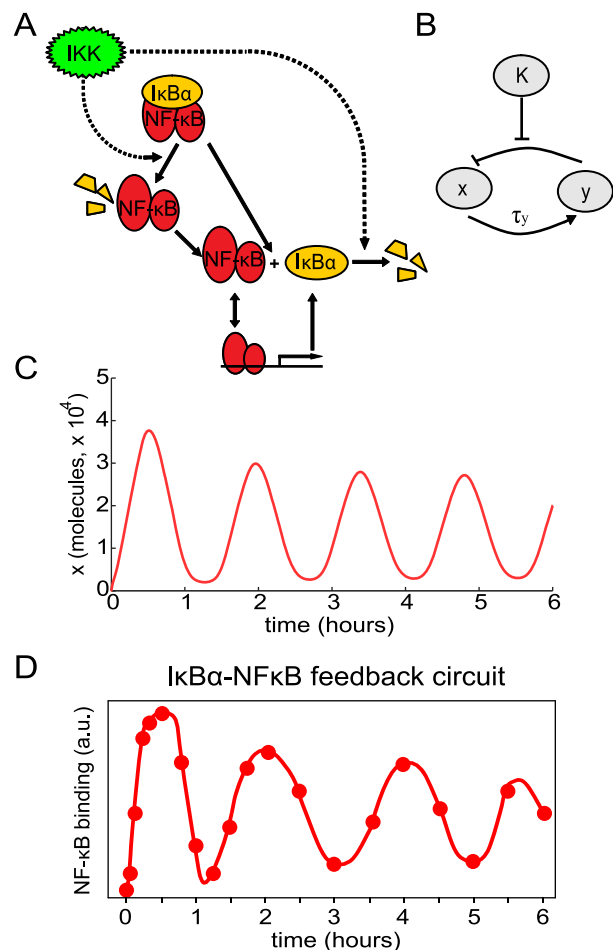 A
IKK
IκBα
NF-κB
NF-κB
NF-κB + IκBα
B
K
x
y
τy
C
x (molecules, x 10⁴)
5
4
3
2
1
0
0 1 2 3 4 5 6
time (hours)
D
IκBα-NFκB feedback circuit
NF-κB binding (a.u.)
0 1 2 3 4 5 6
time (hours)